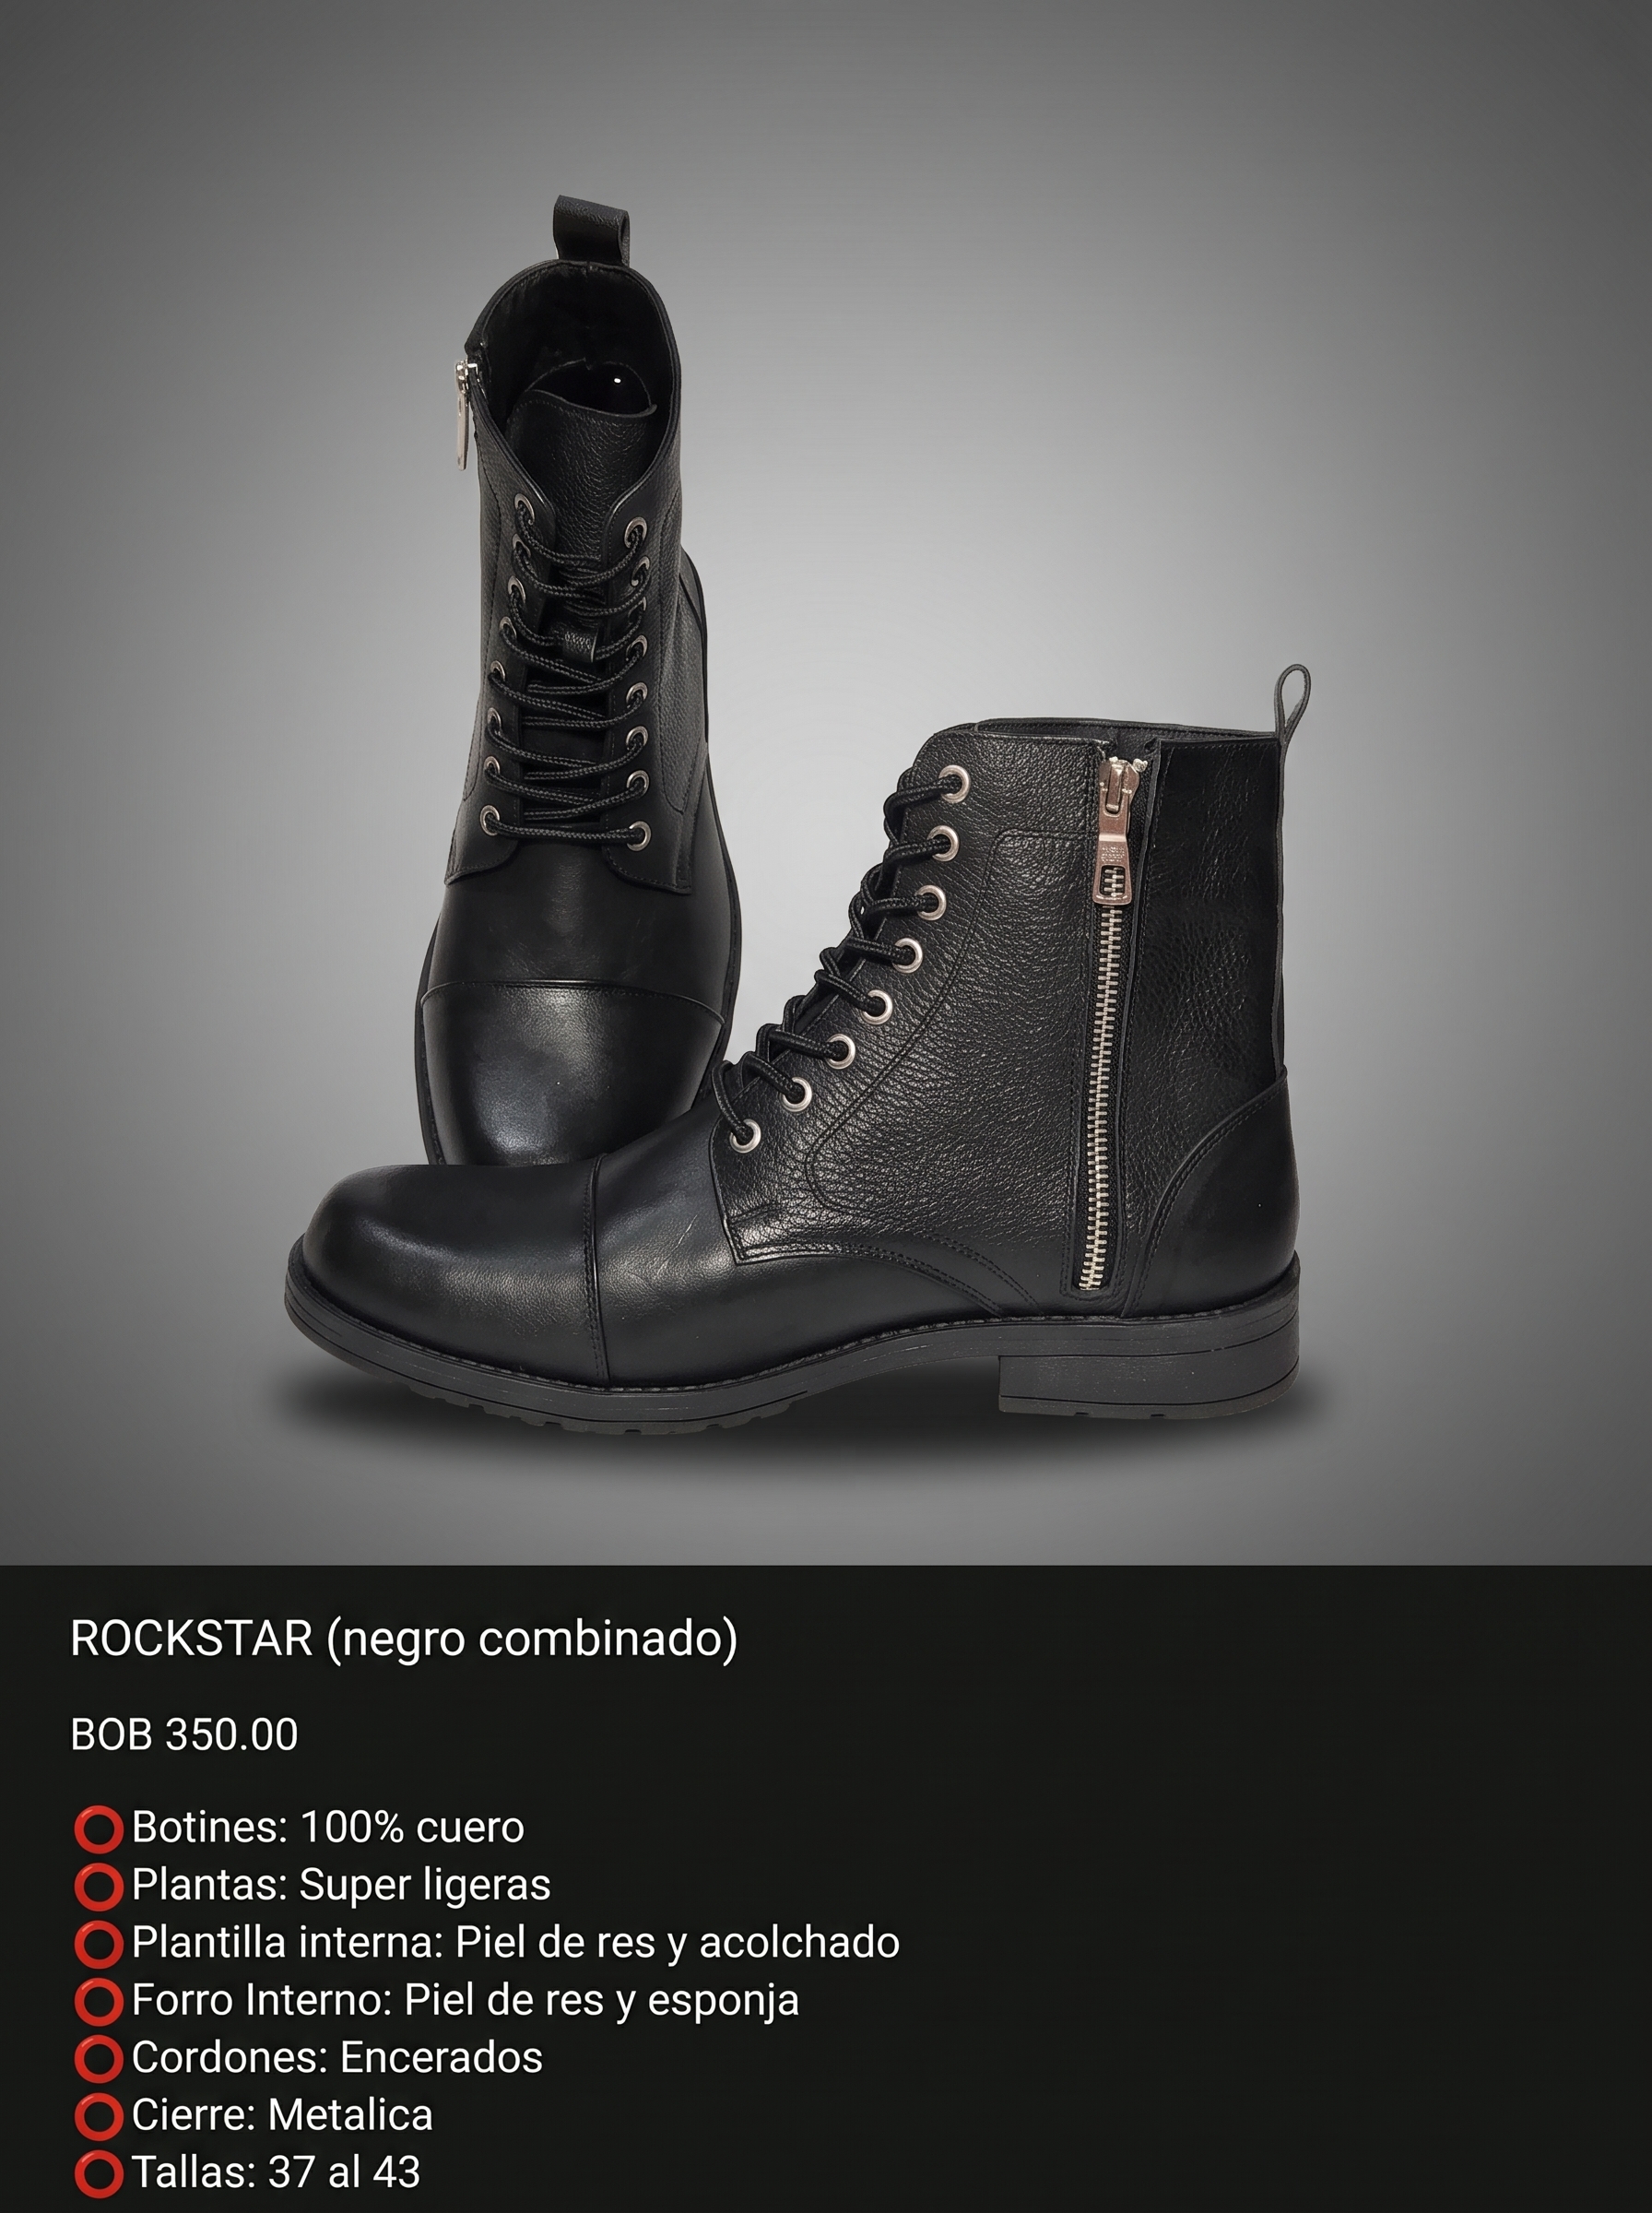 ROCKSTAR (negro combinado)
BOB 350.00
⭕Botines: 100% cuero
⭕Plantas: Super ligeras
⭕Plantilla interna: Piel de res y acolchado
⭕Forro Interno: Piel de res y esponja
⭕Cordones: Encerados
⭕Cierre: Metalica
⭕Tallas: 37 al 43